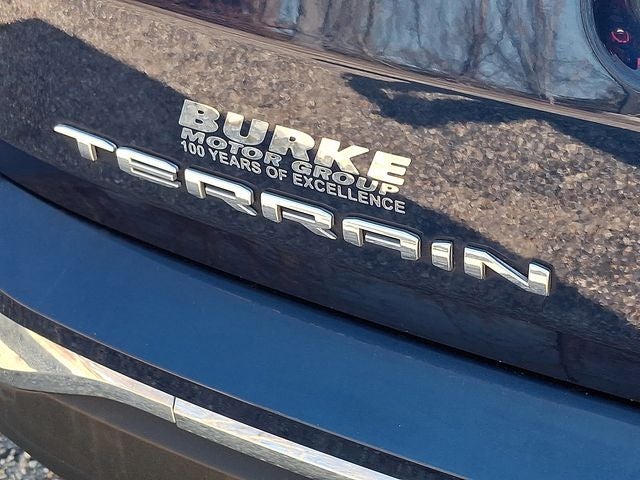 BURKE
MOTOR GROUP
100 YEARS OF EXCELLENCE
TERRAIN